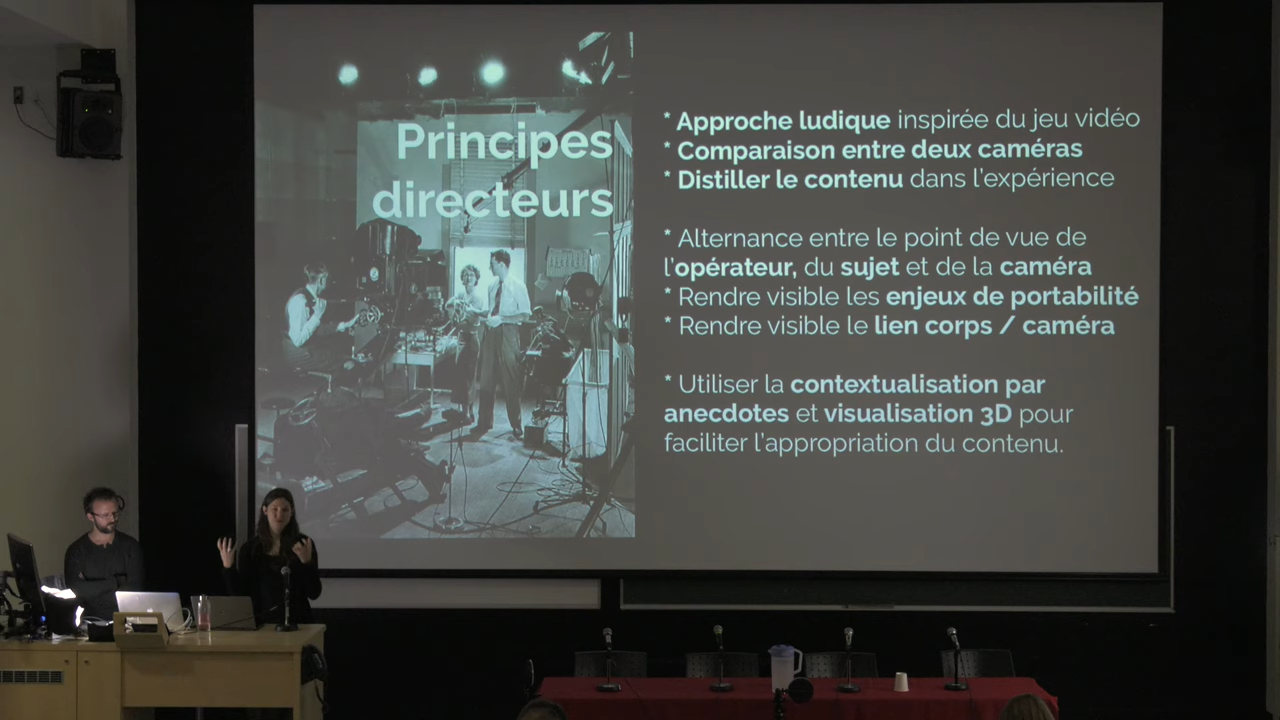 Principes
directeurs
* Approche ludique inspirée du jeu vidéo
* Comparaison entre deux caméras
* Distiller le contenu dans l'expérience
* Alternance entre le point de vue de
l'opérateur, du sujet et de la caméra
* Rendre visible les enjeux de portabilité
* Rendre visible le lien corps / caméra
* Utiliser la contextualisation par
anecdotes et visualisation 3D pour
faciliter l'appropriation du contenu.